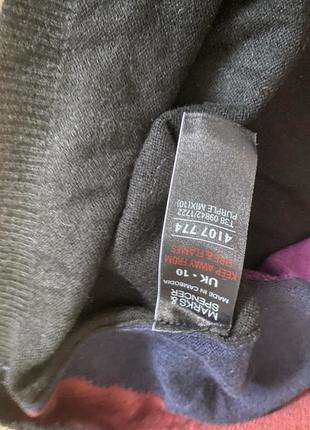 MARKS&
SPENCER
MADE IN CAMBODIA
UK - 10
KEEP AWAY FROM
FIRE & FLAMES
4107 774
T38 09842/1722
PURPLE MIX(10)